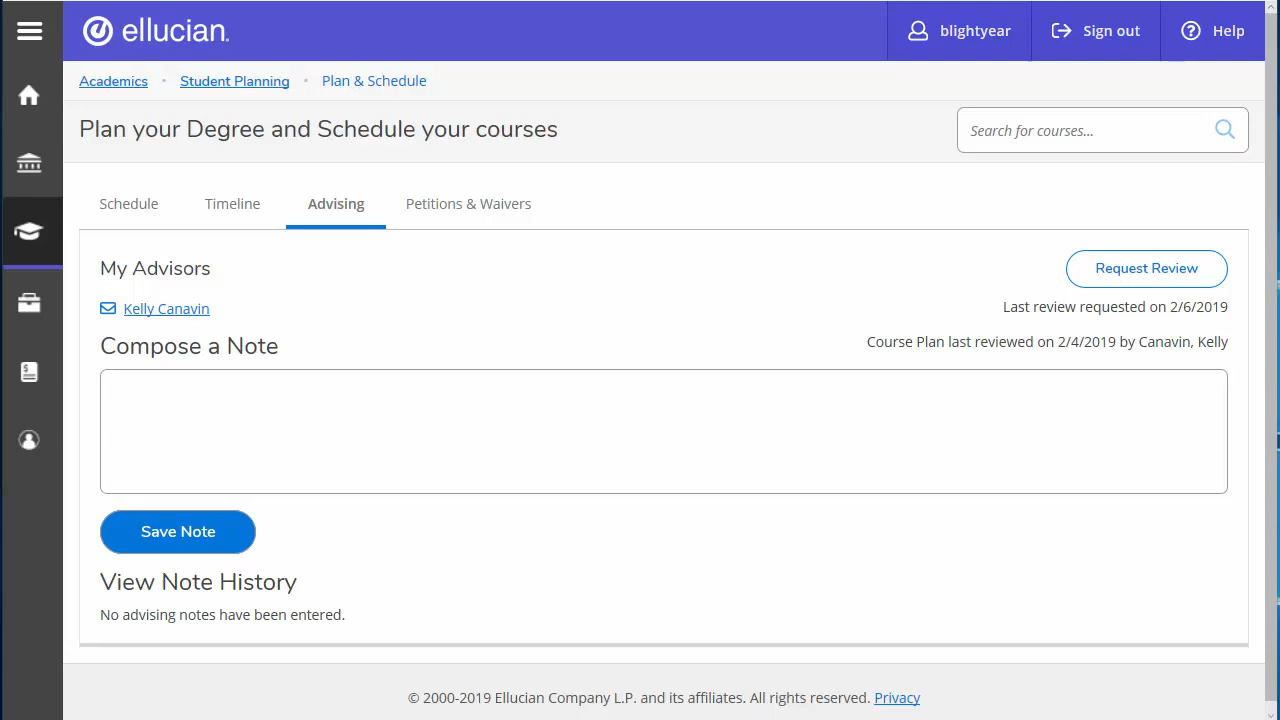 ellucian.
blightyear
Sign out
Help
Academics • Student Planning • Plan & Schedule
Plan your Degree and Schedule your courses
Search for courses...
Schedule
Timeline
Advising
Petitions & Waivers
My Advisors
Request Review
Kelly Canavin
Last review requested on 2/6/2019
Compose a Note
Course Plan last reviewed on 2/4/2019 by Canavin, Kelly
Save Note
View Note History
No advising notes have been entered.
© 2000-2019 Ellucian Company L.P. and its affiliates. All rights reserved. Privacy